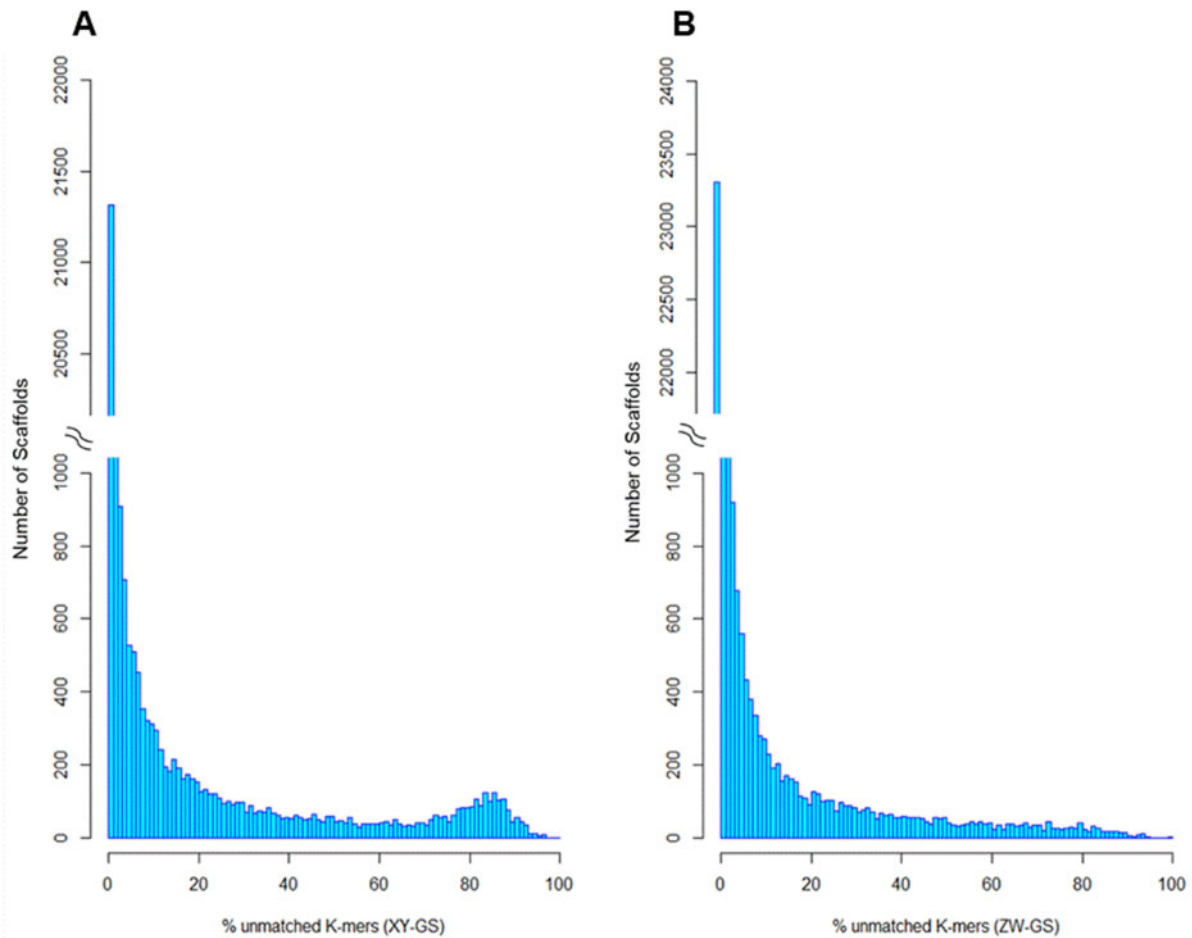 A
Number of Scaffolds
22000
21500
21000
20500
1000
800
600
400
200
0
0 20 40 60 80 100
% unmatched K-mers (XY-GS)
B
Number of Scaffolds
24000
23500
23000
22500
22000
1000
800
600
400
200
0
0 20 40 60 80 100
% unmatched K-mers (ZW-GS)